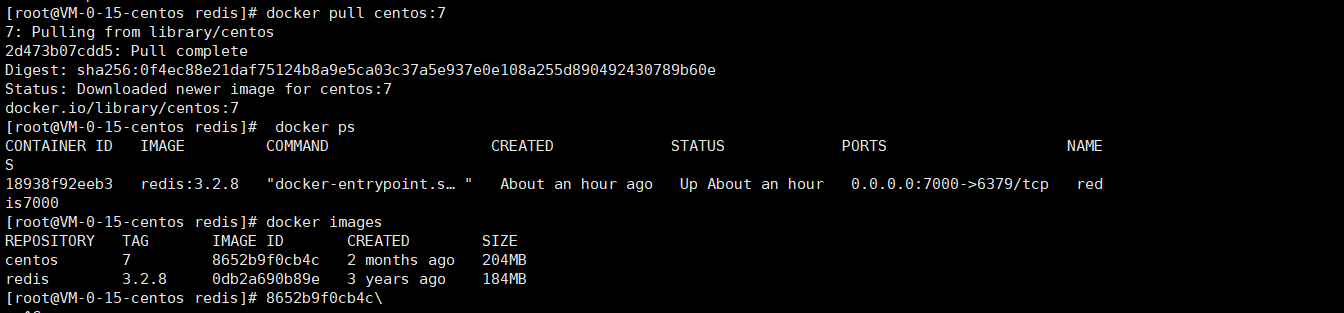 [root@VM-0-15-centos redis]# docker pull centos:7
7: Pulling from library/centos
2d473b07cdd5: Pull complete
Digest: sha256:0f4ec88e21daf75124b8a9e5ca03c37a5e937e0e108a255d890492430789b60e
Status: Downloaded newer image for centos:7
docker.io/library/centos:7
[root@VM-0-15-centos redis]#  docker ps
CONTAINER ID   IMAGE         COMMAND                  CREATED             STATUS             PORTS                    NAME
S
18938f92eeb3   redis:3.2.8   "docker-entrypoint.s… "   About an hour ago   Up About an hour   0.0.0.0:7000->6379/tcp   red
is7000
[root@VM-0-15-centos redis]# docker images
REPOSITORY   TAG       IMAGE ID       CREATED        SIZE
centos       7         8652b9f0cb4c   2 months ago   204MB
redis        3.2.8     0db2a690b89e   3 years ago    184MB
[root@VM-0-15-centos redis]# 8652b9f0cb4c\